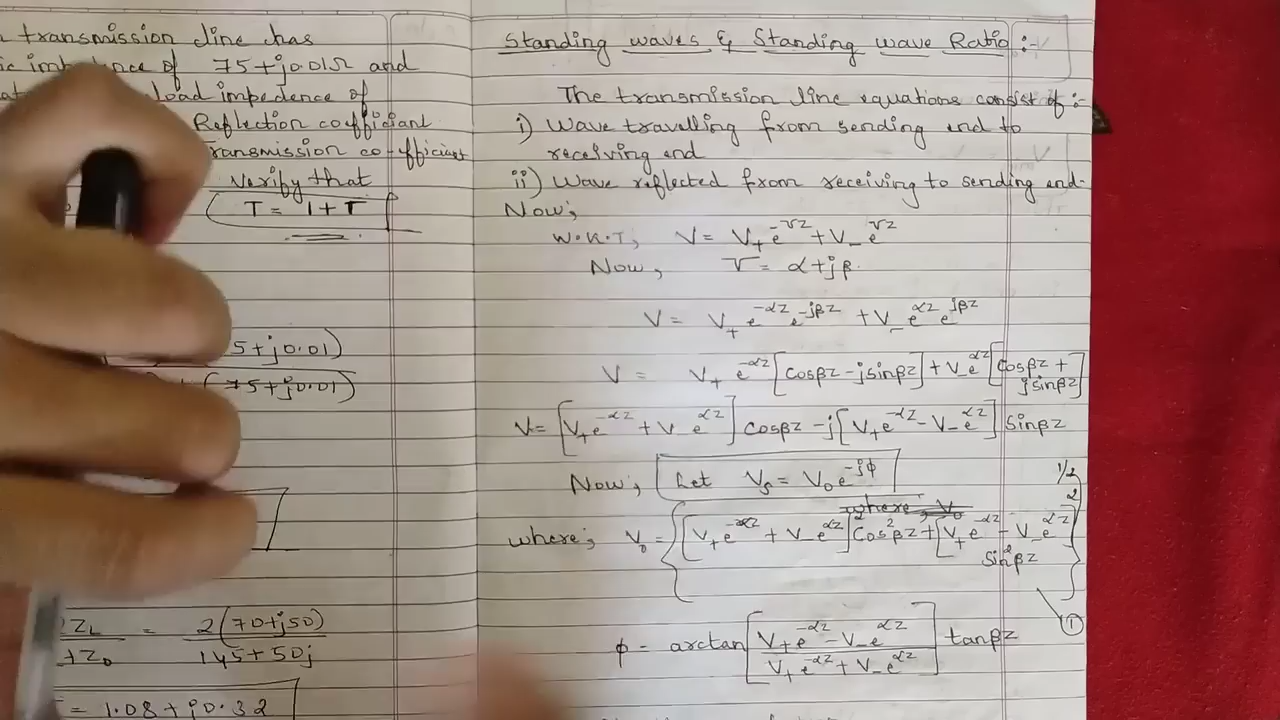 transmission line has
of 75+j0.01Ω and
load impedence of
Reflection coefficiant
Transmission co-efficient
Verify that
T = 1+Γ
5+j0.01)
(75+j0.01)
ZL = 2(70+j50)
+Z0 145+50j
= 1.08+j0.32
Standing waves & Standing wave Ratio :-
The transmission line equations consist of :-
i) Wave travelling from sending end to
receiving end
ii) Wave reflected from receiving to sending end.
Now,
W.K.T, V = V+e^-γz + V-e^γz
Now, γ = α+jβ.
V = V+ e^-αz e^-jβz + V-e^αz e^jβz
V = V+ e^-αz [cosβz-jsinβz] + V-e^αz [cosβz + jsinβz]
V = [V+e^-αz + V-e^αz] cosβz - j[V+e^-αz - V-e^αz] sinβz
Now, Let Vs = V0e^-jφ
where, V0
where, V0 = {[V+e^-αz + V-e^αz]^2 cos^2βz + [V+e^-αz - V-e^αz]^2 sin^2βz}^1/2
①
φ = arctan[V+e^-αz - V-e^αz / V+e^-αz + V-e^αz] tanβz